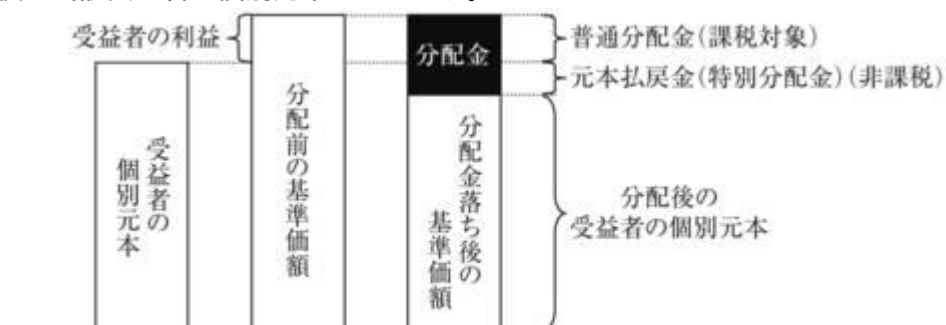 受益者の利益
分配金
普通分配金(課税対象)
元本払戻金(特別分配金)(非課税)
受益者の
個別元本
分配前の基準価額
分配金落ち後の
基準価額
分配後の
受益者の個別元本